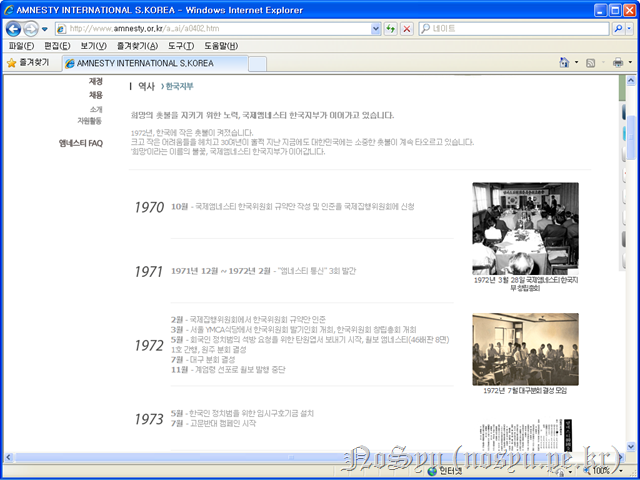 AMNESTY INTERNATIONAL S.KOREA - Windows Internet Explorer
http://www.amnesty.or.kr/a_ai/a0402.htm
네이트
파일(F) 편집(E) 보기(V) 즐겨찾기(A) 도구(T) 도움말(H)
즐겨찾기
AMNESTY INTERNATIONAL S.KOREA
재정
채용
소개
자원활동
앰네스티 FAQ
역사 > 한국지부
희망의 촛불을 지키기 위한 노력, 국제앰네스티 한국지부가 이어가고 있습니다.
1972년, 한국에 작은 촛불이 켜졌습니다.
크고 작은 어려움들을 헤치고 30여년이 훌쩍 지난 지금에도 대한민국에는 소중한 촛불이 계속 타오르고 있습니다.
'희망'이라는 이름의 불꽃, 국제앰네스티 한국지부가 이어갑니다.
1970 10월 - 국제앰네스티 한국위원회 규약안 작성 및 인준을 국제집행위원회에 신청
1972년 3월 28일 국제앰네스티 한국지부 창립총회
1971 1971년 12월 ~ 1972년 2월 - "앰네스티 통신" 3회 발간
1972
2월 - 국제집행위원회에서 한국위원회 규약안 인준
3월 - 서울 YMCA식당에서 한국위원회 발기인회 개최, 한국위원회 창립총회 개최
5월 - 외국인 정치범의 석방 요청을 위한 탄원엽서 보내기 시작, 월보 앰네스티(46배판 8면)
1호 간행, 원주 분회 결성
7월 - 대구 분회 결성
11월 - 계엄령 선포로 월보 발행 중단
1972년 7월 대구분회 결성 모임
1973
5월 - 한국인 정치범을 위한 임시구호기금 설치
7월 - 고문반대 캠페인 시작
NoSyu (nosyu.pe.kr)
인터넷
100%